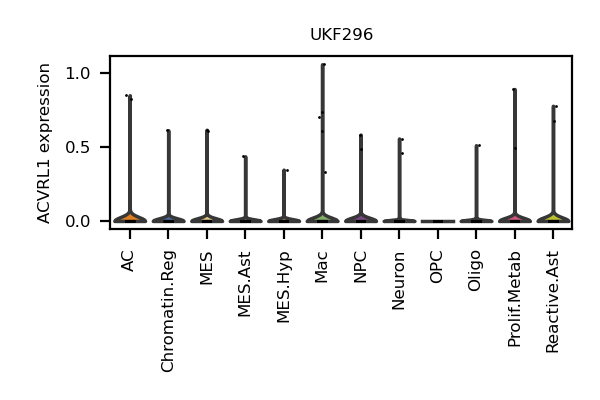 UKF296
ACVRL1 expression
1.0
0.5
0.0
AC
Chromatin.Reg
MES
MES.Ast
MES.Hyp
Mac
NPC
Neuron
OPC
Oligo
Prolif.Metab
Reactive.Ast